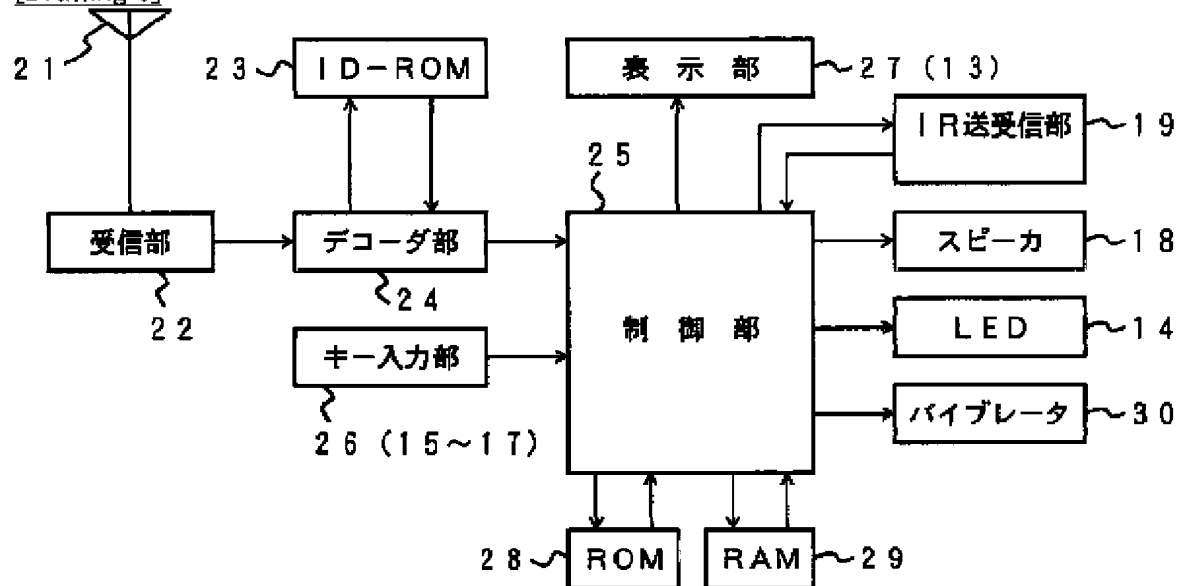 21
23 ID-ROM
表示部 27(13)
IR送受信部 19
25
受信部
デコーダ部
スピーカ 18
22
24
制御部
LED 14
キー入力部
26(15~17)
バイブレータ 30
28 ROM
RAM 29